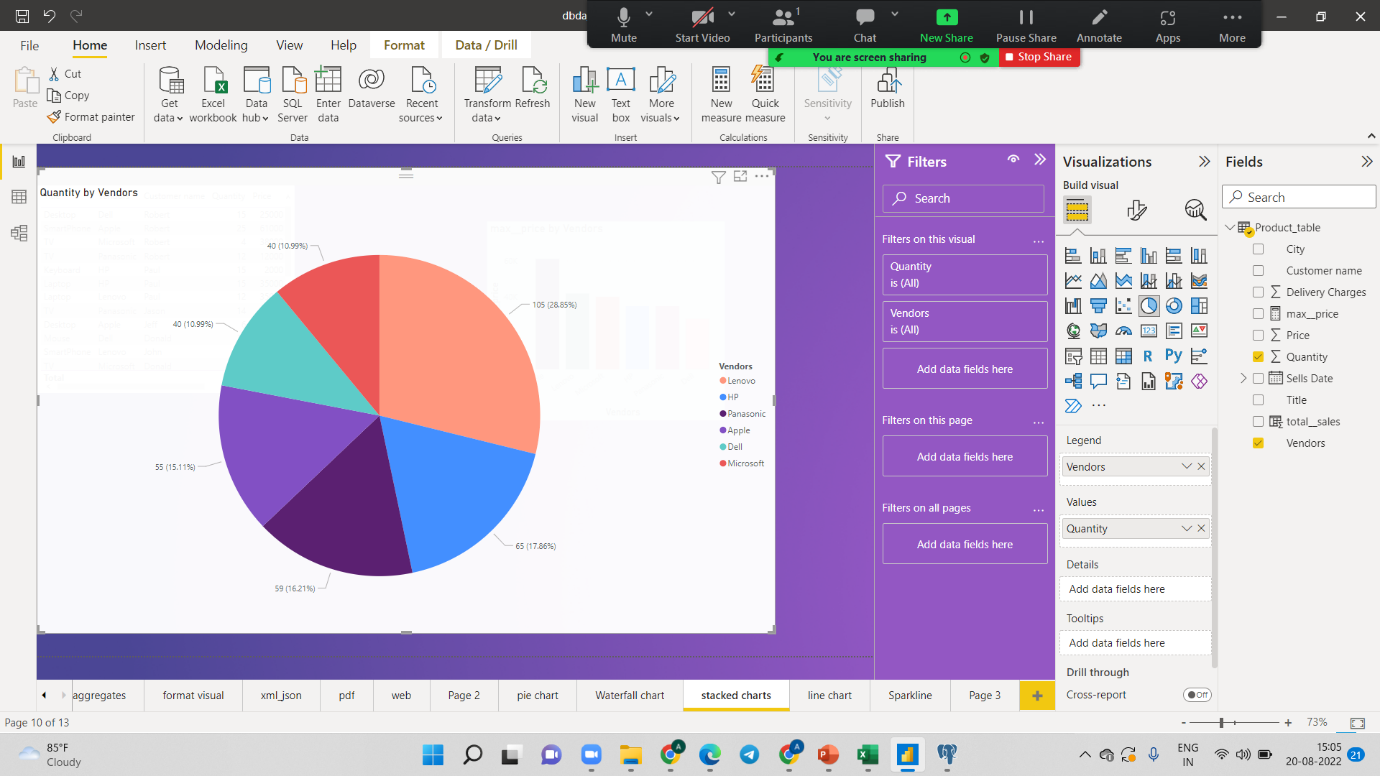 dbda
Mute
Start Video
Participants
1
Chat
New Share
Pause Share
Annotate
Apps
More
You are screen sharing
Stop Share
File
Home
Insert
Modeling
View
Help
Format
Data / Drill
Paste
Cut
Copy
Format painter
Clipboard
Get data
Excel workbook
Data hub
SQL Server
Enter data
Dataverse
Recent sources
Data
Transform data
Refresh
Queries
New visual
Text box
More visuals
Insert
New measure
Quick measure
Calculations
Sensitivity
Sensitivity
Publish
Share
Quantity by Vendors
40 (10.99%)
105 (28.85%)
40 (10.99%)
55 (15.11%)
65 (17.86%)
59 (16.21%)
Vendors
Lenovo
HP
Panasonic
Apple
Dell
Microsoft
Filters
Search
Filters on this visual
Quantity
is (All)
Vendors
is (All)
Add data fields here
Filters on this page
Add data fields here
Filters on all pages
Add data fields here
Visualizations
Build visual
123
R
Py
Legend
Vendors
Values
Quantity
Details
Add data fields here
Tooltips
Add data fields here
Drill through
Cross-report
Off
Fields
Search
Product_table
City
Customer name
Delivery Charges
max__price
Price
Quantity
Sells Date
Title
total__sales
Vendors
aggregates
format visual
xml_json
pdf
web
Page 2
pie chart
Waterfall chart
stacked charts
line chart
Sparkline
Page 3
Page 10 of 13
73%
85°F
Cloudy
ENG
IN
15:05
20-08-2022
21